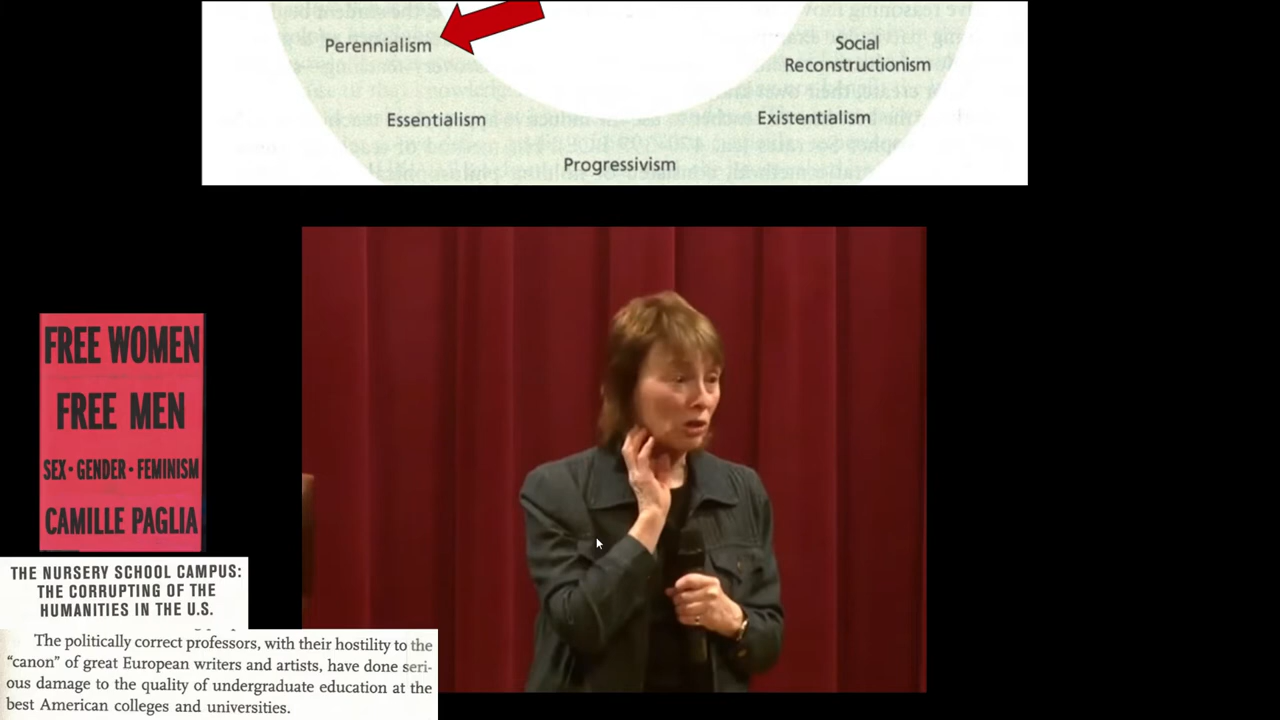 Perennialism
Social
Reconstructionism
Essentialism
Existentialism
Progressivism
FREE WOMEN
FREE MEN
SEX • GENDER • FEMINISM
CAMILLE PAGLIA
THE NURSERY SCHOOL CAMPUS:
THE CORRUPTING OF THE
HUMANITIES IN THE U.S.
The politically correct professors, with their hostility to the
“canon” of great European writers and artists, have done seri-
ous damage to the quality of undergraduate education at the
best American colleges and universities.